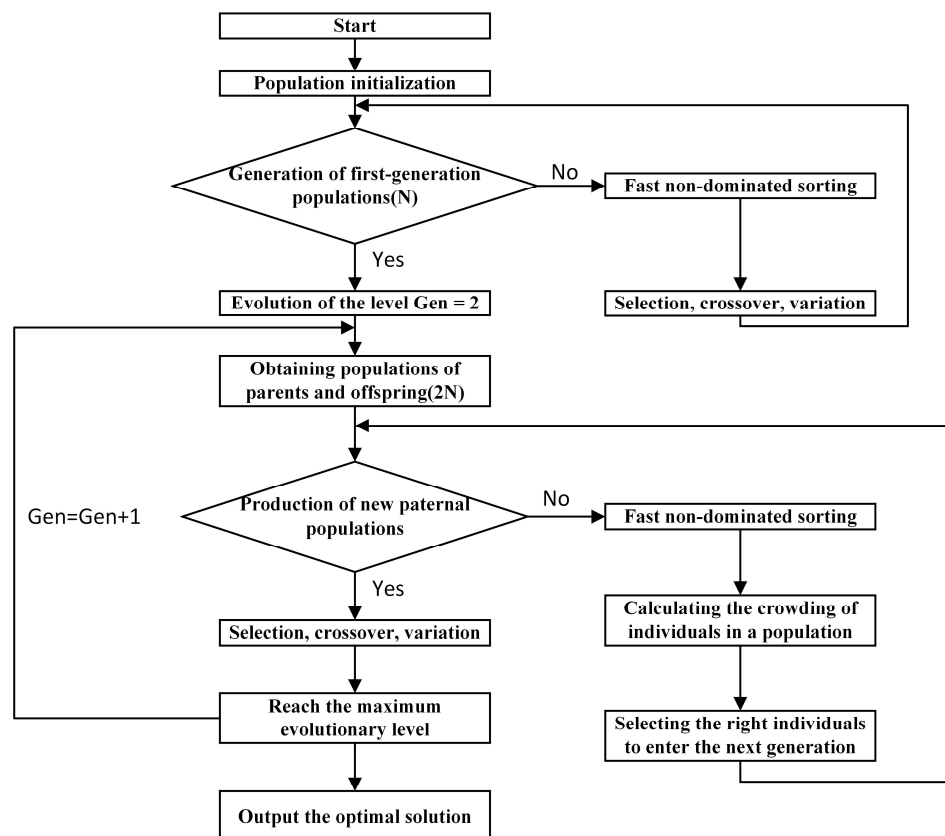 Start
Population initialization
Generation of first-generation
populations(N)
No
Fast non-dominated sorting
Yes
Evolution of the level Gen = 2
Selection, crossover, variation
Obtaining populations of
parents and offspring(2N)
Gen=Gen+1
Production of new paternal
populations
No
Fast non-dominated sorting
Yes
Selection, crossover, variation
Calculating the crowding of
individuals in a population
Reach the maximum
evolutionary level
Selecting the right individuals
to enter the next generation
Output the optimal solution